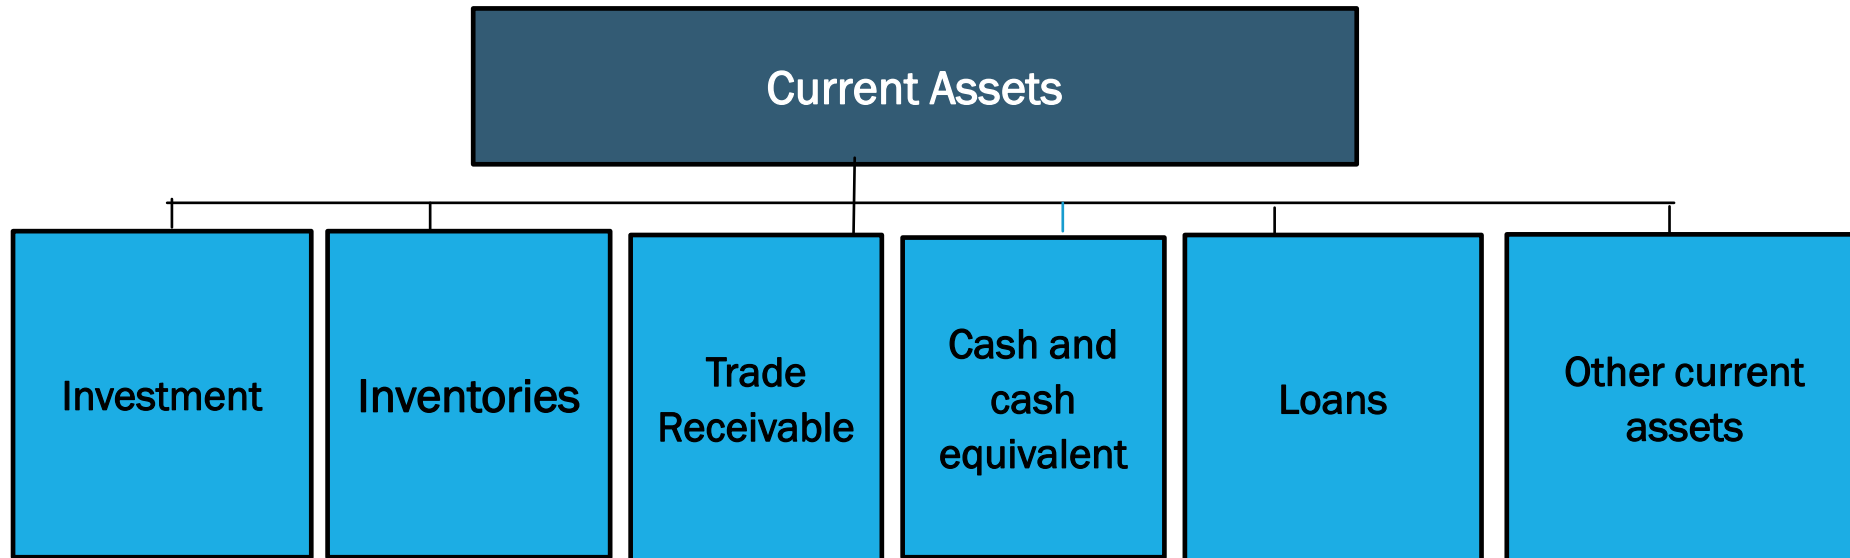 Current Assets
Investment
Inventories
Trade
Receivable
Cash and
cash
equivalent
Loans
Other current
assets